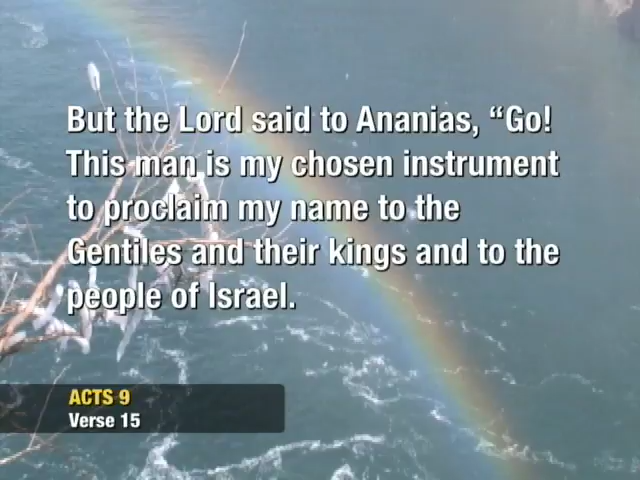 But the Lord said to Ananias, “Go!
This man is my chosen instrument
to proclaim my name to the
Gentiles and their kings and to the
people of Israel.
ACTS 9
Verse 15